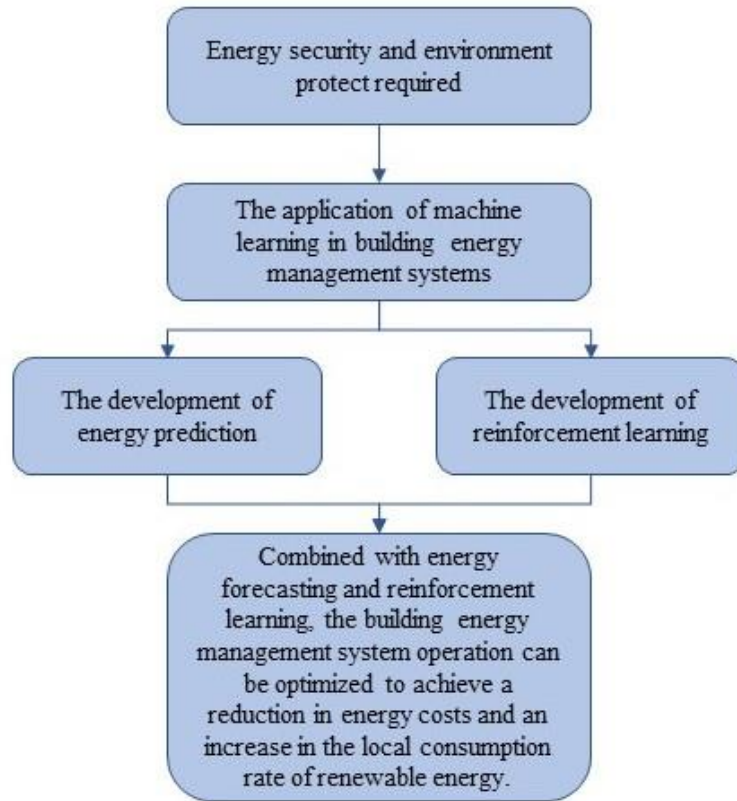 Energy security and environment
protect required
The application of machine
learning in building energy
management systems
The development of
energy prediction
The development of
reinforcement learning
Combined with energy
forecasting and reinforcement
learning, the building energy
management system operation can
be optimized to achieve a
reduction in energy costs and an
increase in the local consumption
rate of renewable energy.